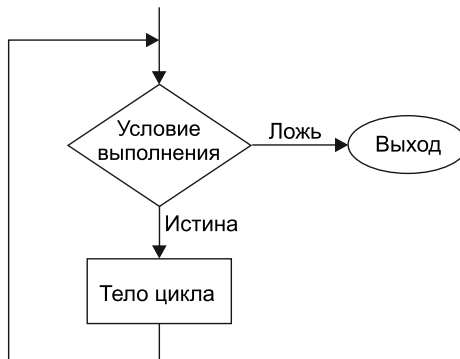 Условие
выполнения
Ложь
Выход
Истина
Тело цикла